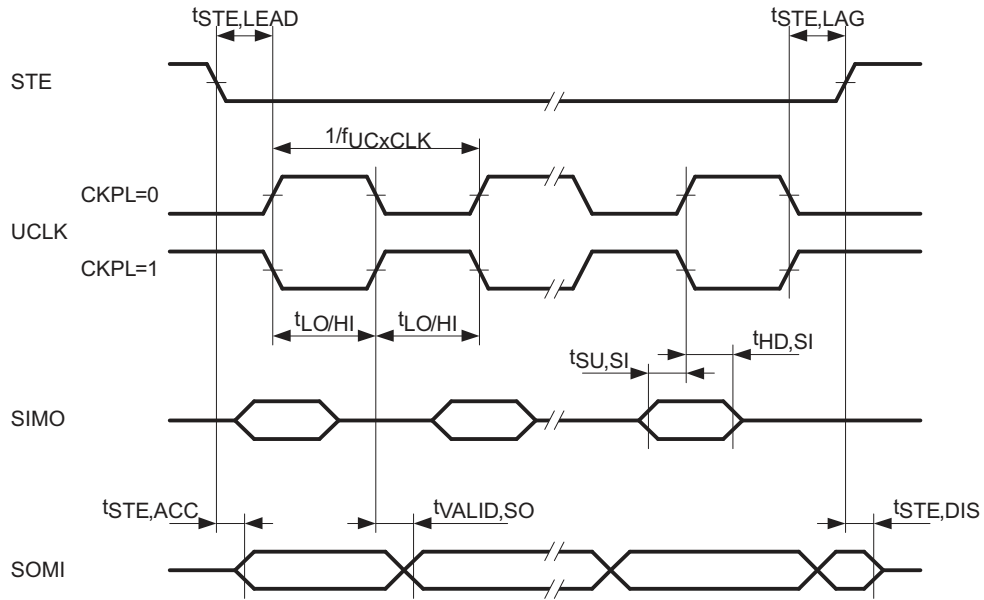 tSTE,LEAD
tSTE,LAG
STE
1/fUCxCLK
CKPL=0
UCLK
CKPL=1
tLO/HI
tLO/HI
tHD,SI
tSU,SI
SIMO
tSTE,ACC
tVALID,SO
tSTE,DIS
SOMI